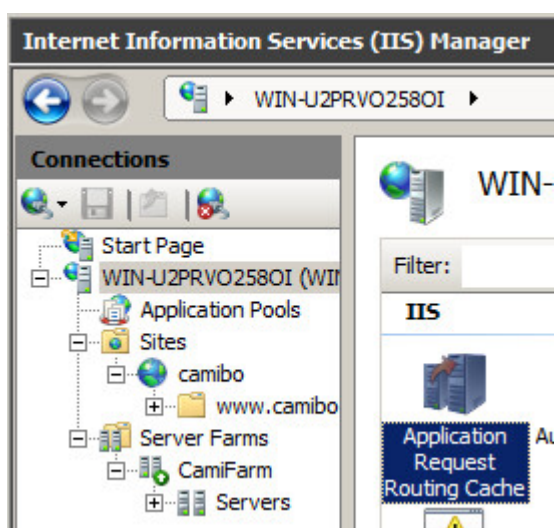 Internet Information Services (IIS) Manager
WIN-U2PRVO258OI
Connections
Start Page
WIN-U2PRVO258OI (WIN
Application Pools
Sites
camibo
www.camibo
Server Farms
CamiFarm
Servers
WIN-
Filter:
IIS
Application
Request
Routing Cache
Au